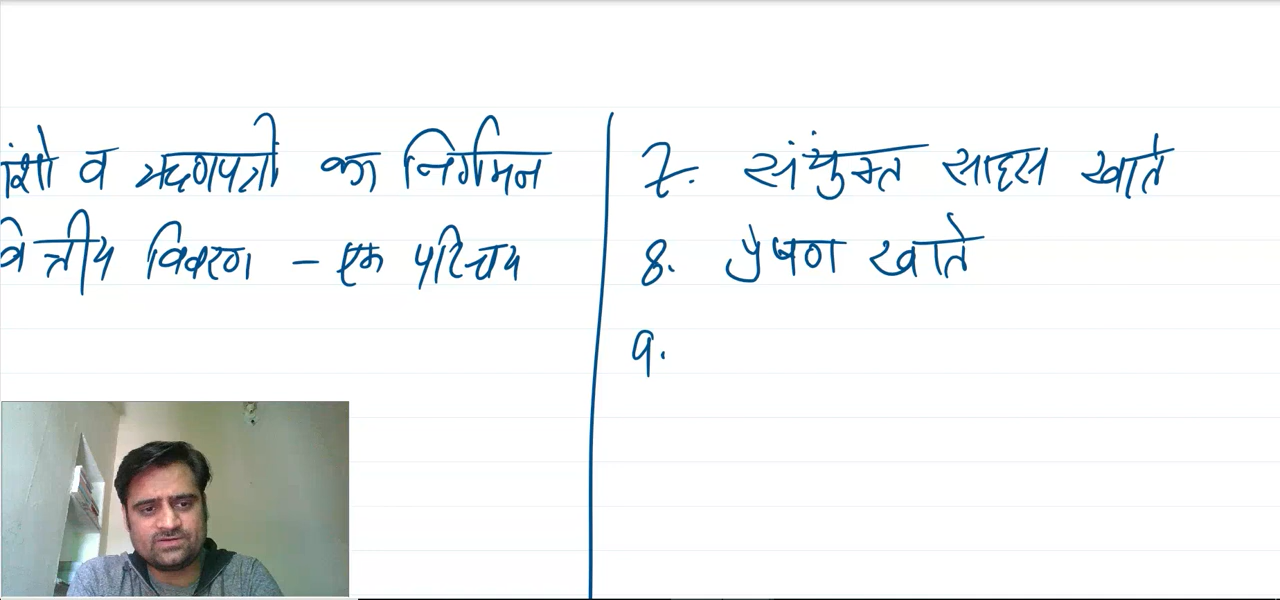 ंशो व ऋणपत्रो का निर्गमन
वित्तीय विवरण - एक परिचय
7. संयुक्त साहस खाते
8. प्रेषण खाते
9.